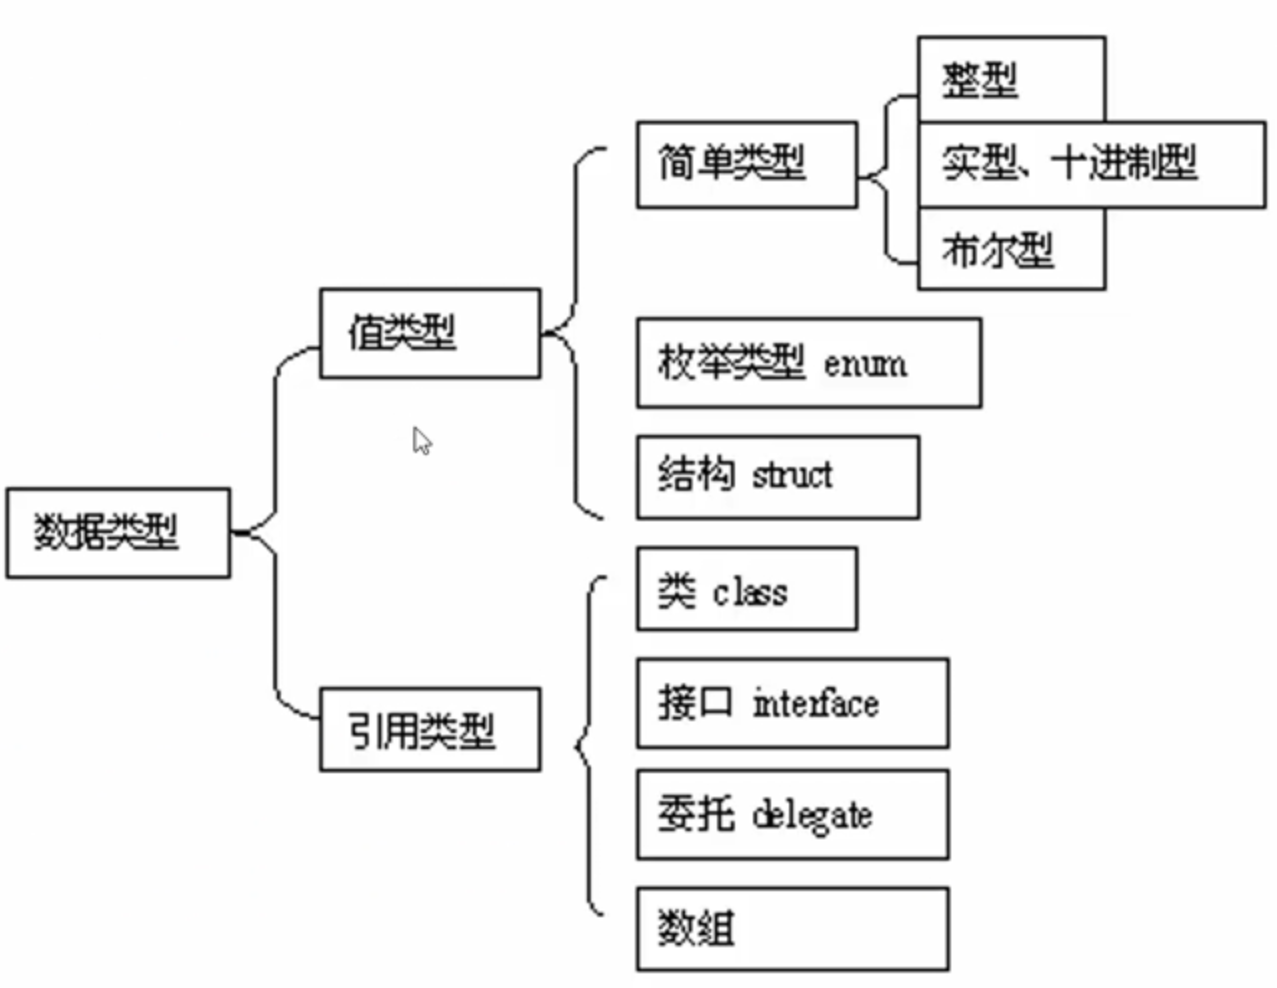 整型
简单类型
实型、十进制型
布尔型
值类型
枚举类型 enum
结构 struct
数据类型
类 class
接口 interface
引用类型
委托 delegate
数组